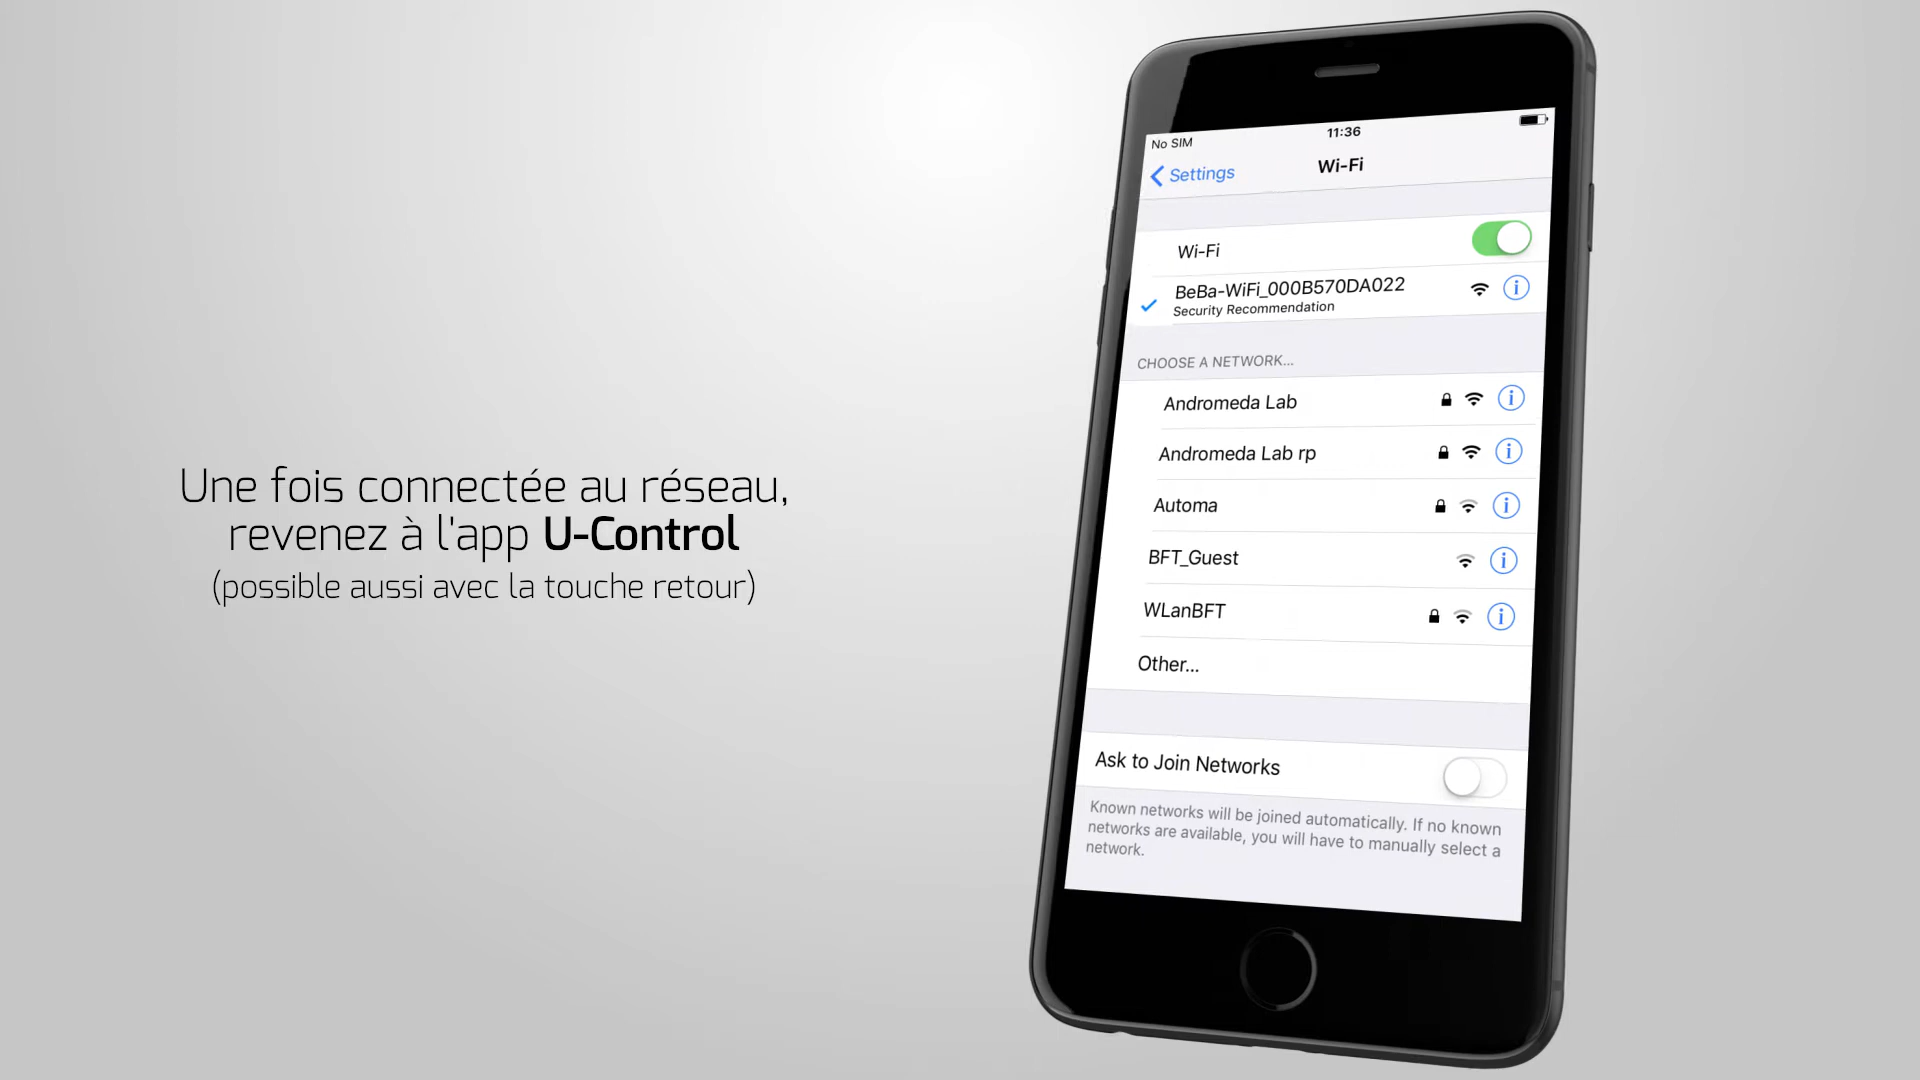 Une fois connectée au réseau,
revenez à l'app U-Control
(possible aussi avec la touche retour)
No SIM
11:36
Settings
Wi-Fi
Wi-Fi
BeBa-WiFi_000B570DA022
Security Recommendation
CHOOSE A NETWORK...
Andromeda Lab
Andromeda Lab rp
Automa
BFT_Guest
WLanBFT
Other...
Ask to Join Networks
Known networks will be joined automatically. If no known
networks are available, you will have to manually select a
network.